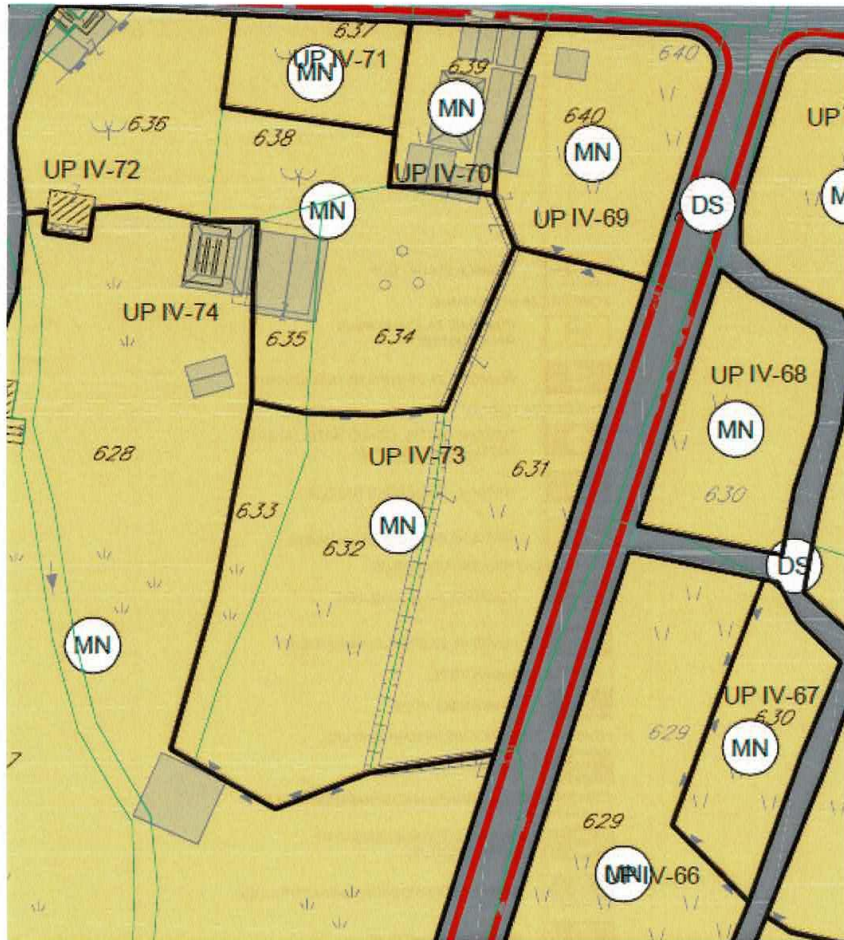 637
UP IV-71
MN
639
MN
640
640
MN
UP
636
638
UP IV-72
UP IV-70
MN
UP IV-69
DS
UP IV-74
635
634
UP IV-68
MN
628
UP IV-73
631
630
633
632
MN
DS
MN
UP IV-67
630
629
MN
7
629
UP IV-66